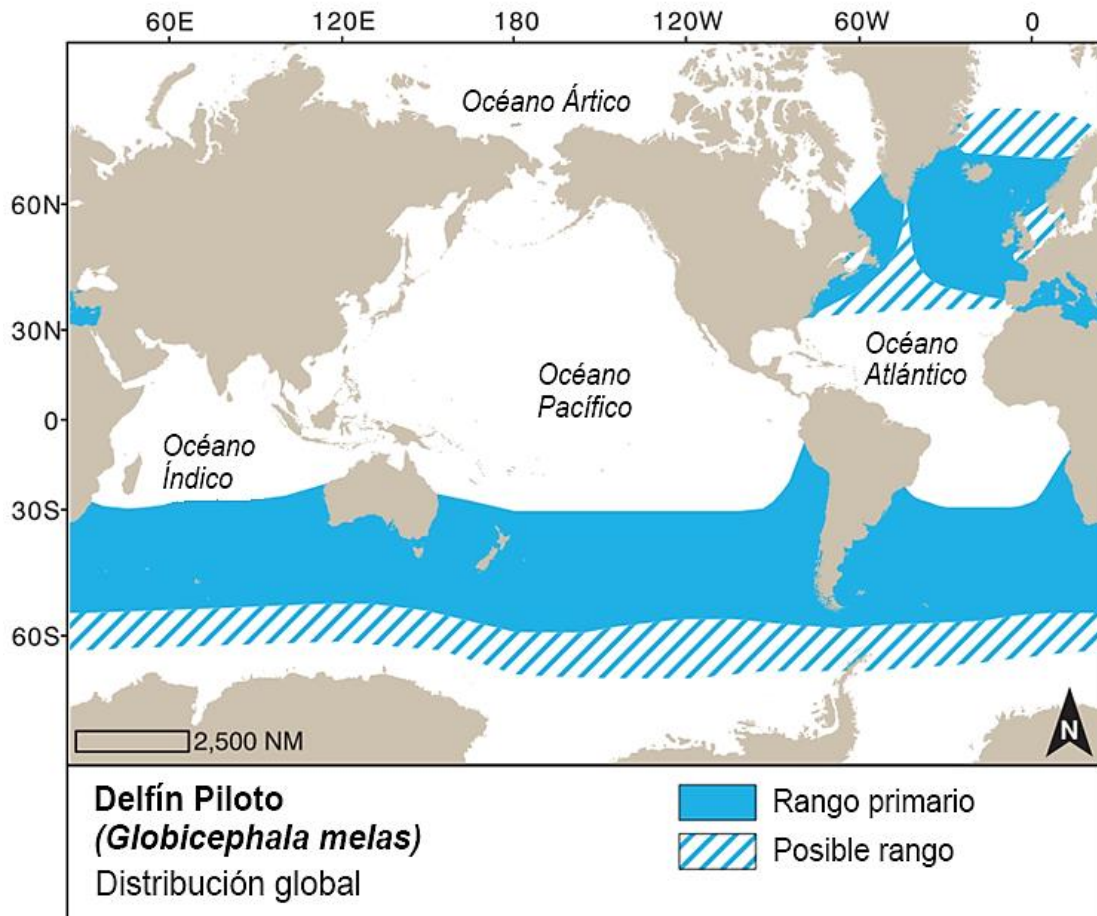 60E 120E 180 120W 60W 0
Océano Ártico
60N
30N
Océano
Atlántico
Océano
Pacífico
0
Océano
Índico
30S
60S
2,500 NM
N
Delfín Piloto
(Globicephala melas)
Distribución global
Rango primario
Posible rango